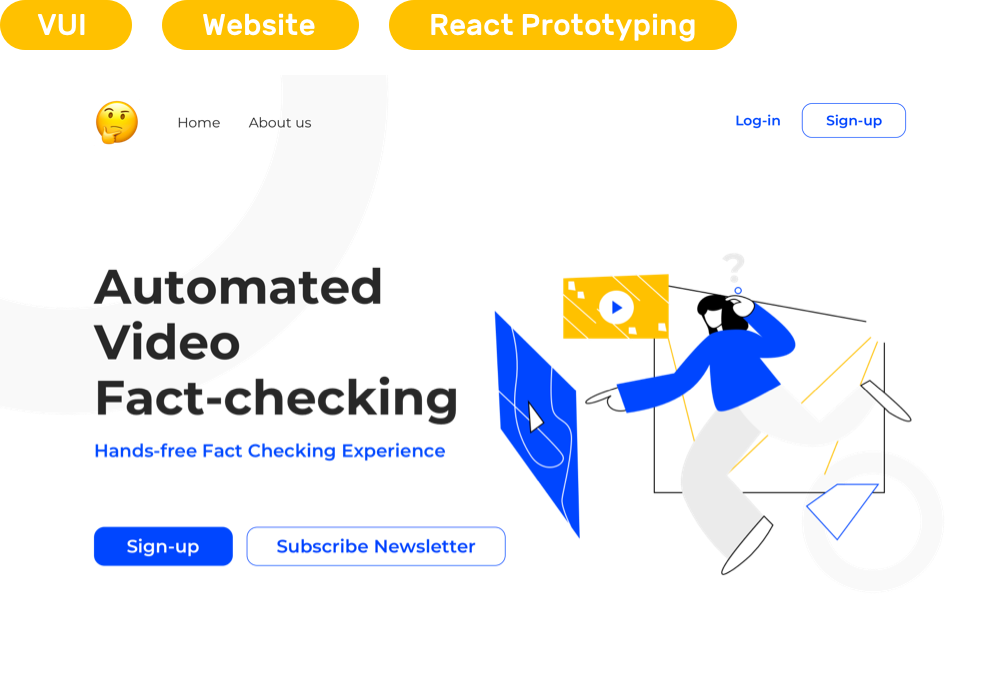 VUI Website React Prototyping
Home About us Log-in Sign-up
Automated
Video
Fact-checking
Hands-free Fact Checking Experience
Sign-up Subscribe Newsletter
?